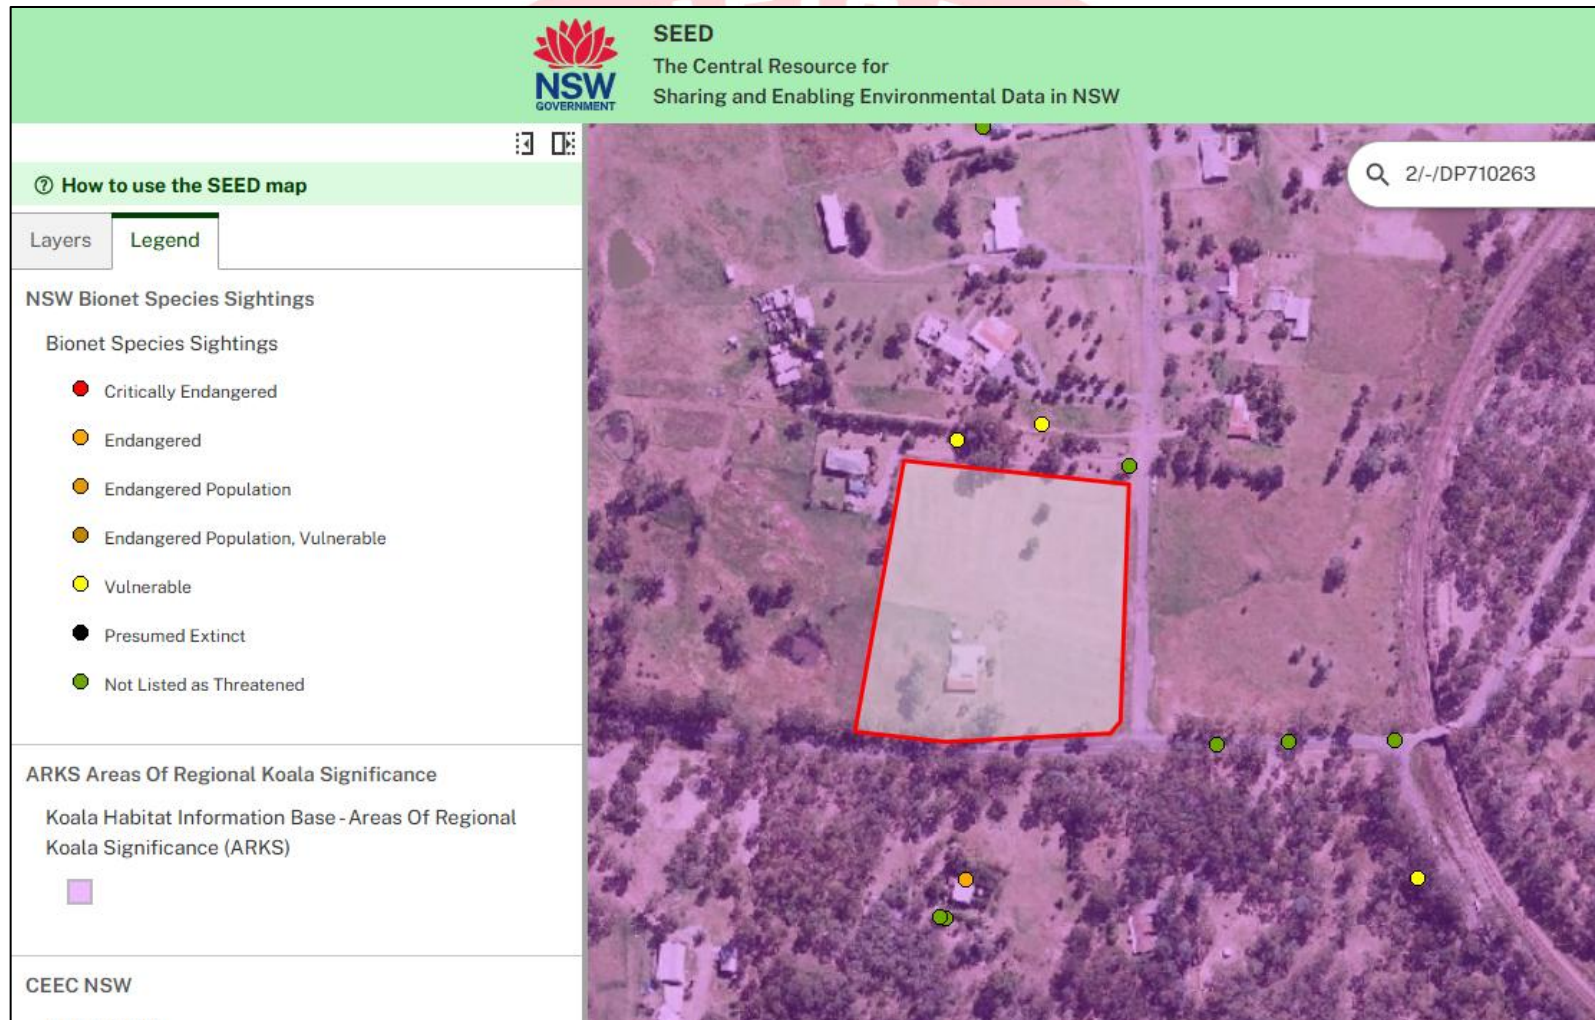 SEED
The Central Resource for
Sharing and Enabling Environmental Data in NSW
NSW
GOVERNMENT
How to use the SEED map
Layers
Legend
NSW Bionet Species Sightings
Bionet Species Sightings
Critically Endangered
Endangered
Endangered Population
Endangered Population, Vulnerable
Vulnerable
Presumed Extinct
Not Listed as Threatened
ARKS Areas Of Regional Koala Significance
Koala Habitat Information Base - Areas Of Regional
Koala Significance (ARKS)
CEEC NSW
2/-/DP710263